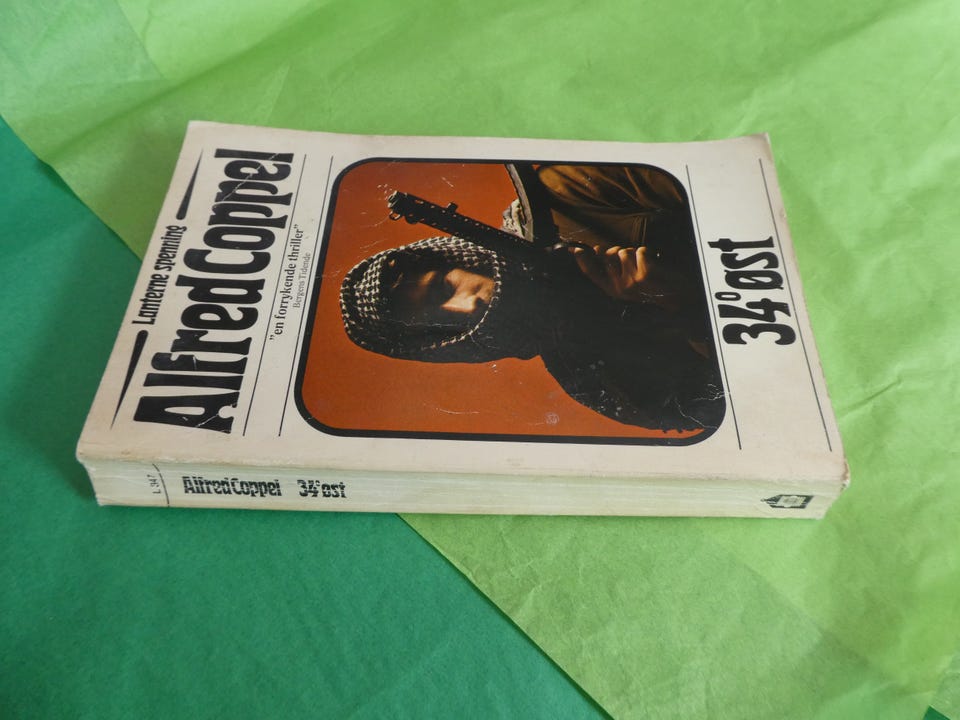 Lanterne spenning
Alfred Coppel
"en forrykende thriller"
Bergens Tidende
34° øst
L 347
Alfred Coppel 34° øst